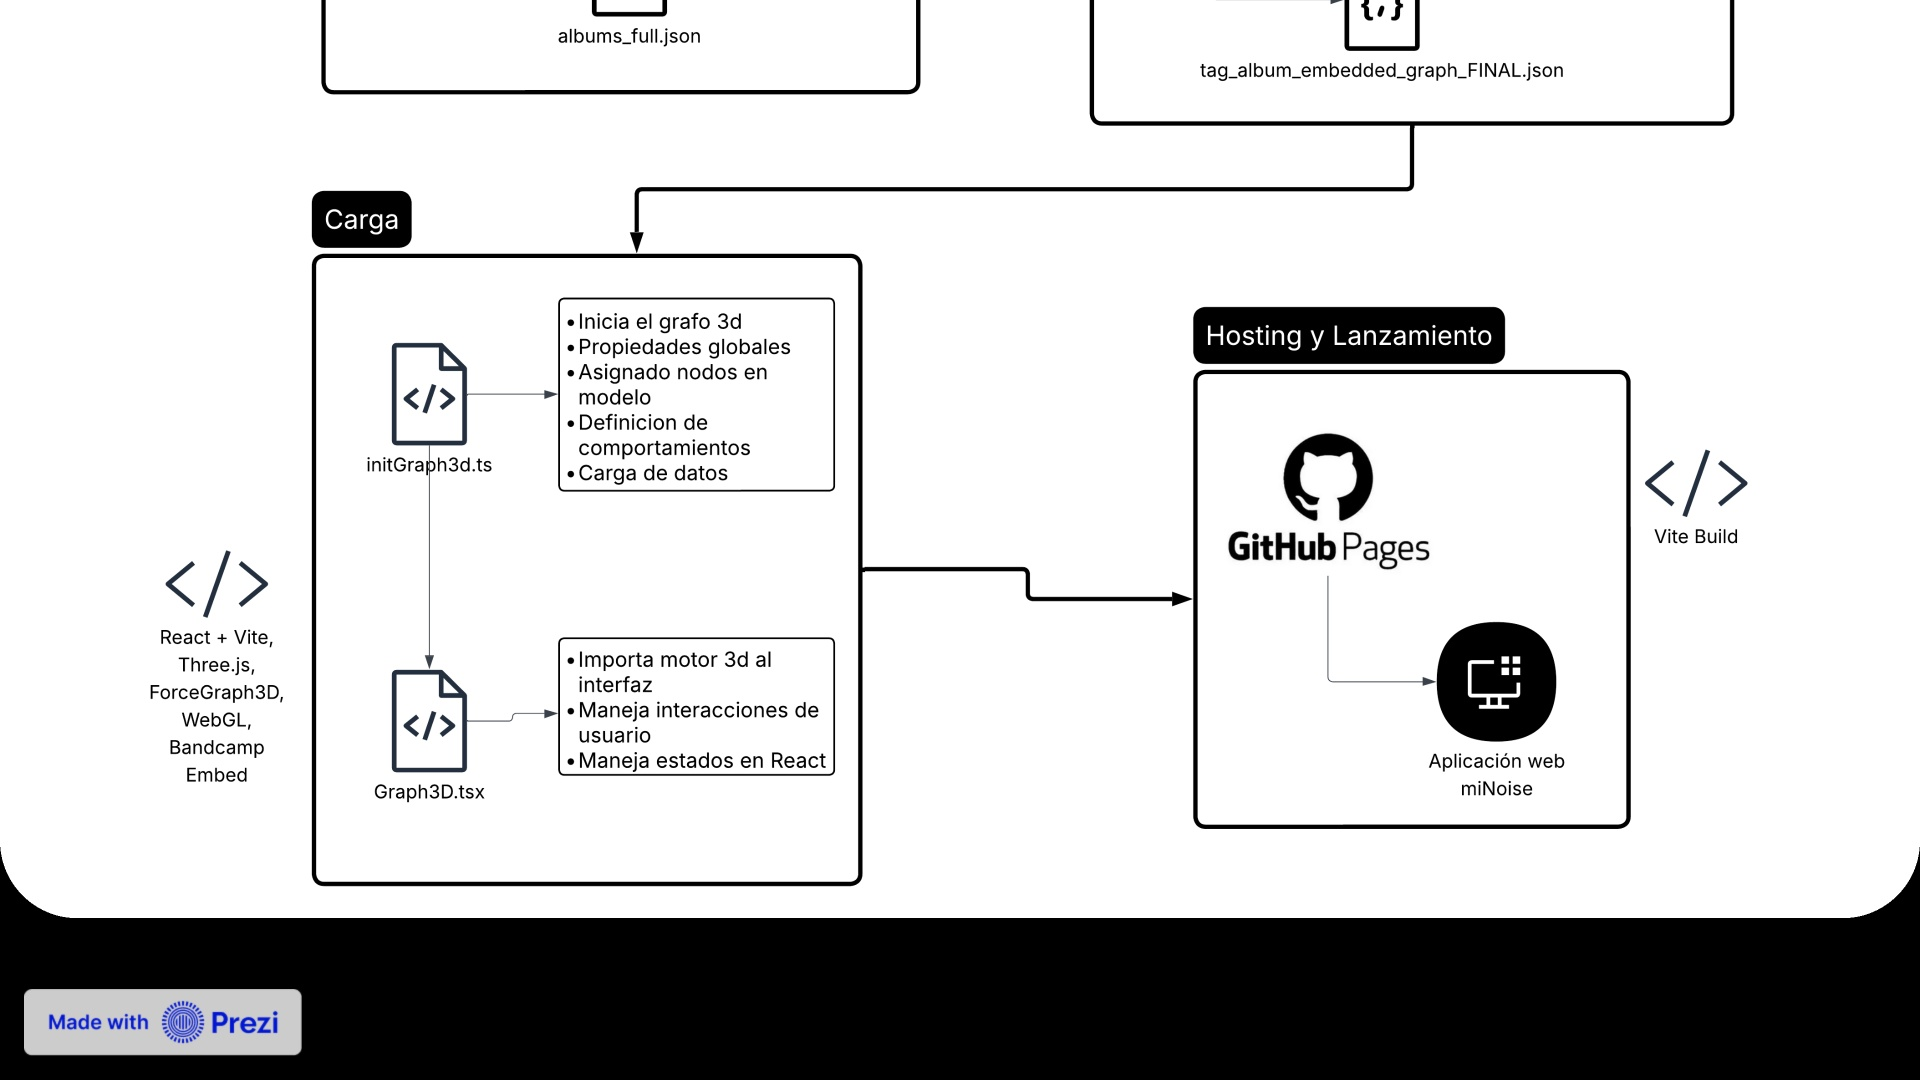 albums_full.json
{,}
tag_album_embedded_graph_FINAL.json
Carga
</>
initGraph3d.ts
•Inicia el grafo 3d
•Propiedades globales
•Asignado nodos en
modelo
•Definicion de
comportamientos
•Carga de datos
</>
React + Vite,
Three.js,
ForceGraph3D,
WebGL,
Bandcamp
Embed
</>
Graph3D.tsx
•Importa motor 3d al
interfaz
•Maneja interacciones de
usuario
•Maneja estados en React
Hosting y Lanzamiento
GitHub Pages
Aplicación web
miNoise
</>
Vite Build
Made with Prezi